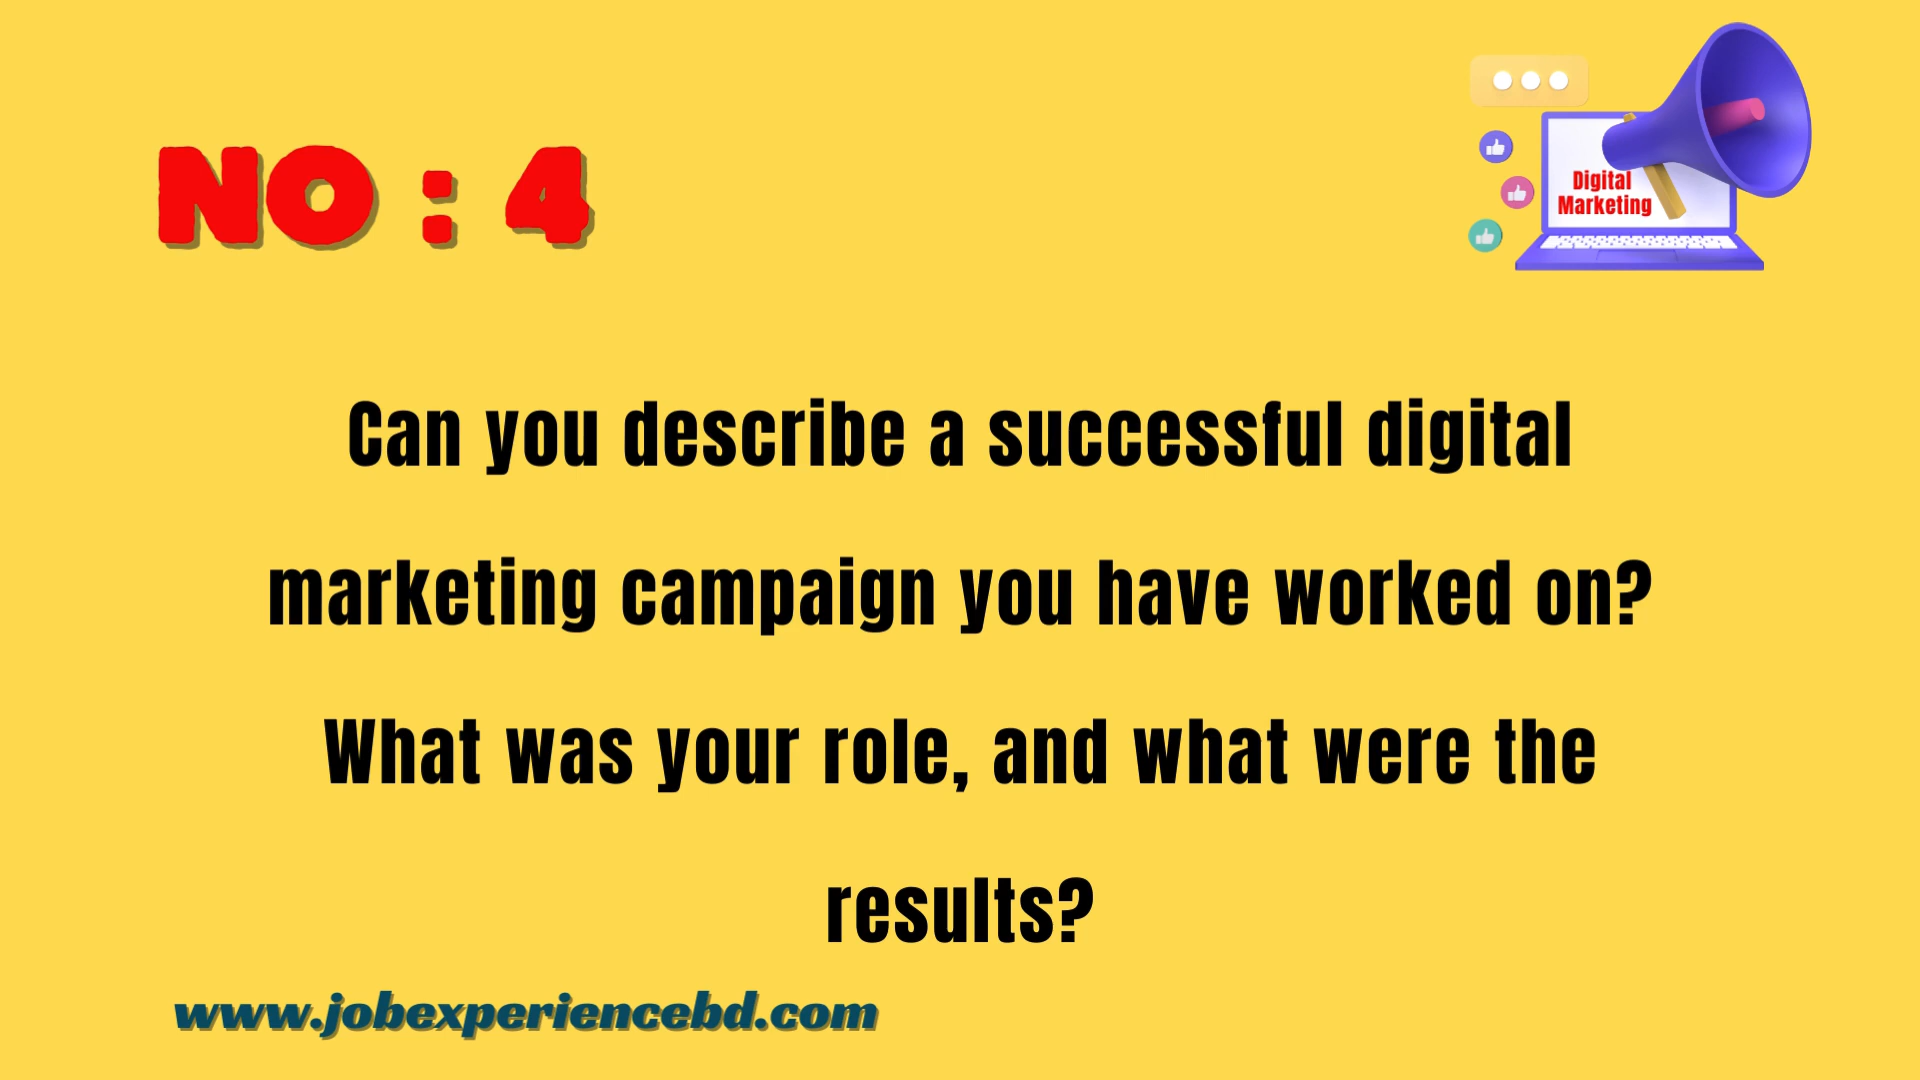 NO : 4
Digital
Marketing
Can you describe a successful digital
marketing campaign you have worked on?
What was your role, and what were the
results?
www.jobexperiencebd.com